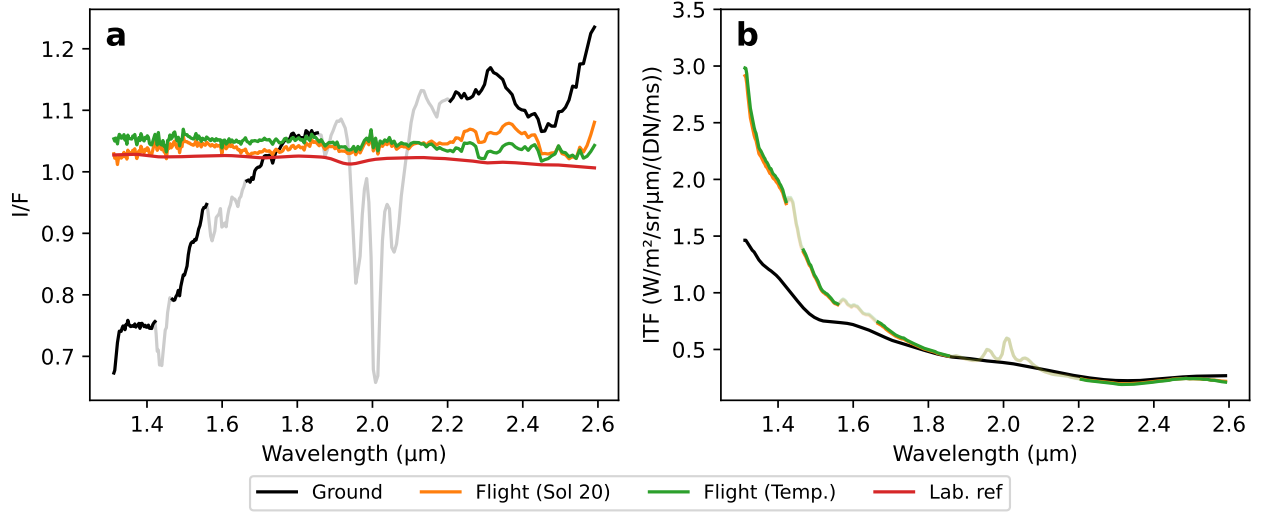 a
1.2
1.1
1.0
0.9
0.8
0.7
I/F
1.4 1.6 1.8 2.0 2.2 2.4 2.6
Wavelength (μm)
b
3.5
3.0
2.5
2.0
1.5
1.0
0.5
ITF (W/m²/sr/μm/(DN/ms))
1.4 1.6 1.8 2.0 2.2 2.4 2.6
Wavelength (μm)
Ground Flight (Sol 20) Flight (Temp.) Lab. ref